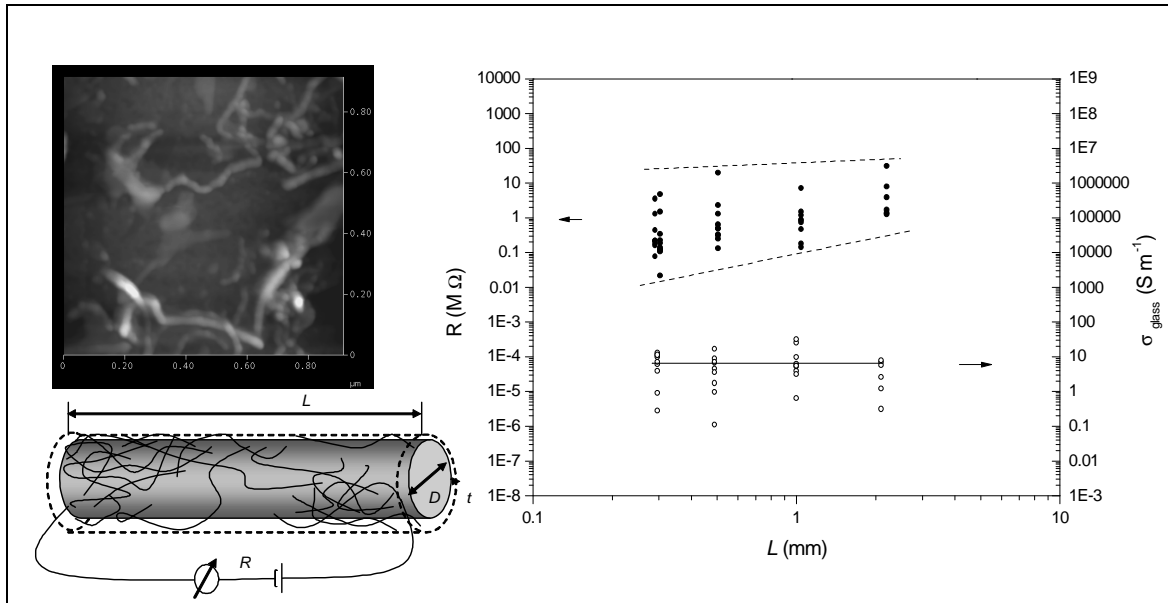 0.80
0.60
0.40
0.20
0
0 0.20 0.40 0.60 0.80
µm
L
D
t
R
10000
1000
100
10
1
0.1
0.01
1E-3
1E-4
1E-5
1E-6
1E-7
1E-8
R (M Ω)
1E9
1E8
1E7
1000000
100000
10000
1000
100
10
1
0.1
0.01
1E-3
σ glass (S m-1)
0.1 1 10
L (mm)